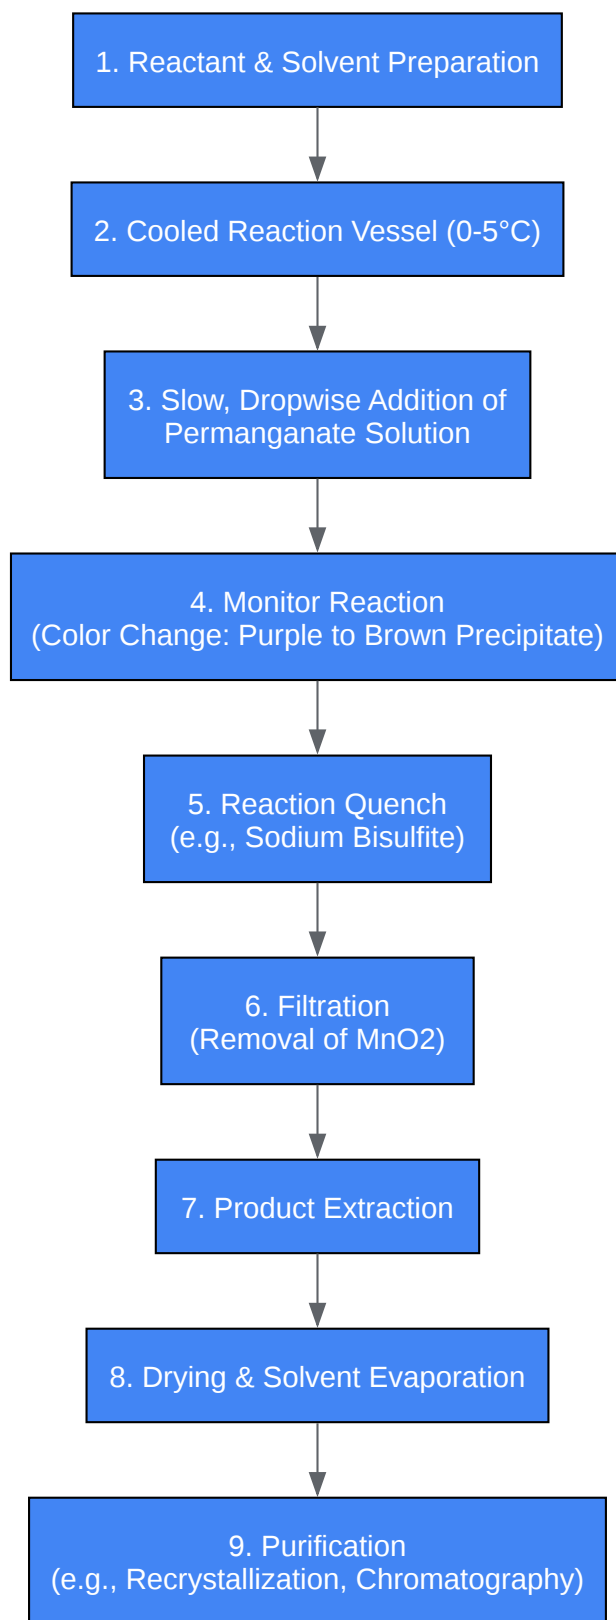 1. Reactant & Solvent Preparation
2. Cooled Reaction Vessel (0-5°C)
3. Slow, Dropwise Addition of
Permanganate Solution
4. Monitor Reaction
(Color Change: Purple to Brown Precipitate)
5. Reaction Quench
(e.g., Sodium Bisulfite)
6. Filtration
(Removal of MnO2)
7. Product Extraction
8. Drying & Solvent Evaporation
9. Purification
(e.g., Recrystallization, Chromatography)